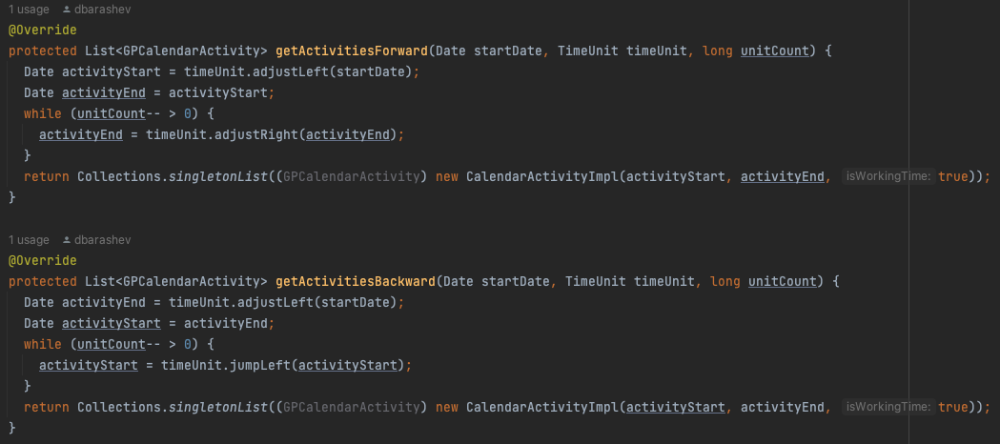 1 usage dbarashev
@Override
protected List<GPCalendarActivity> getActivitiesForward(Date startDate, TimeUnit timeUnit, long unitCount) {
  Date activityStart = timeUnit.adjustLeft(startDate);
  Date activityEnd = activityStart;
  while (unitCount-- > 0) {
    activityEnd = timeUnit.adjustRight(activityEnd);
  }
  return Collections.singletonList((GPCalendarActivity) new CalendarActivityImpl(activityStart, activityEnd, isWorkingTime: true));
}
1 usage dbarashev
@Override
protected List<GPCalendarActivity> getActivitiesBackward(Date startDate, TimeUnit timeUnit, long unitCount) {
  Date activityEnd = timeUnit.adjustLeft(startDate);
  Date activityStart = activityEnd;
  while (unitCount-- > 0) {
    activityStart = timeUnit.jumpLeft(activityStart);
  }
  return Collections.singletonList((GPCalendarActivity) new CalendarActivityImpl(activityStart, activityEnd, isWorkingTime: true));
}